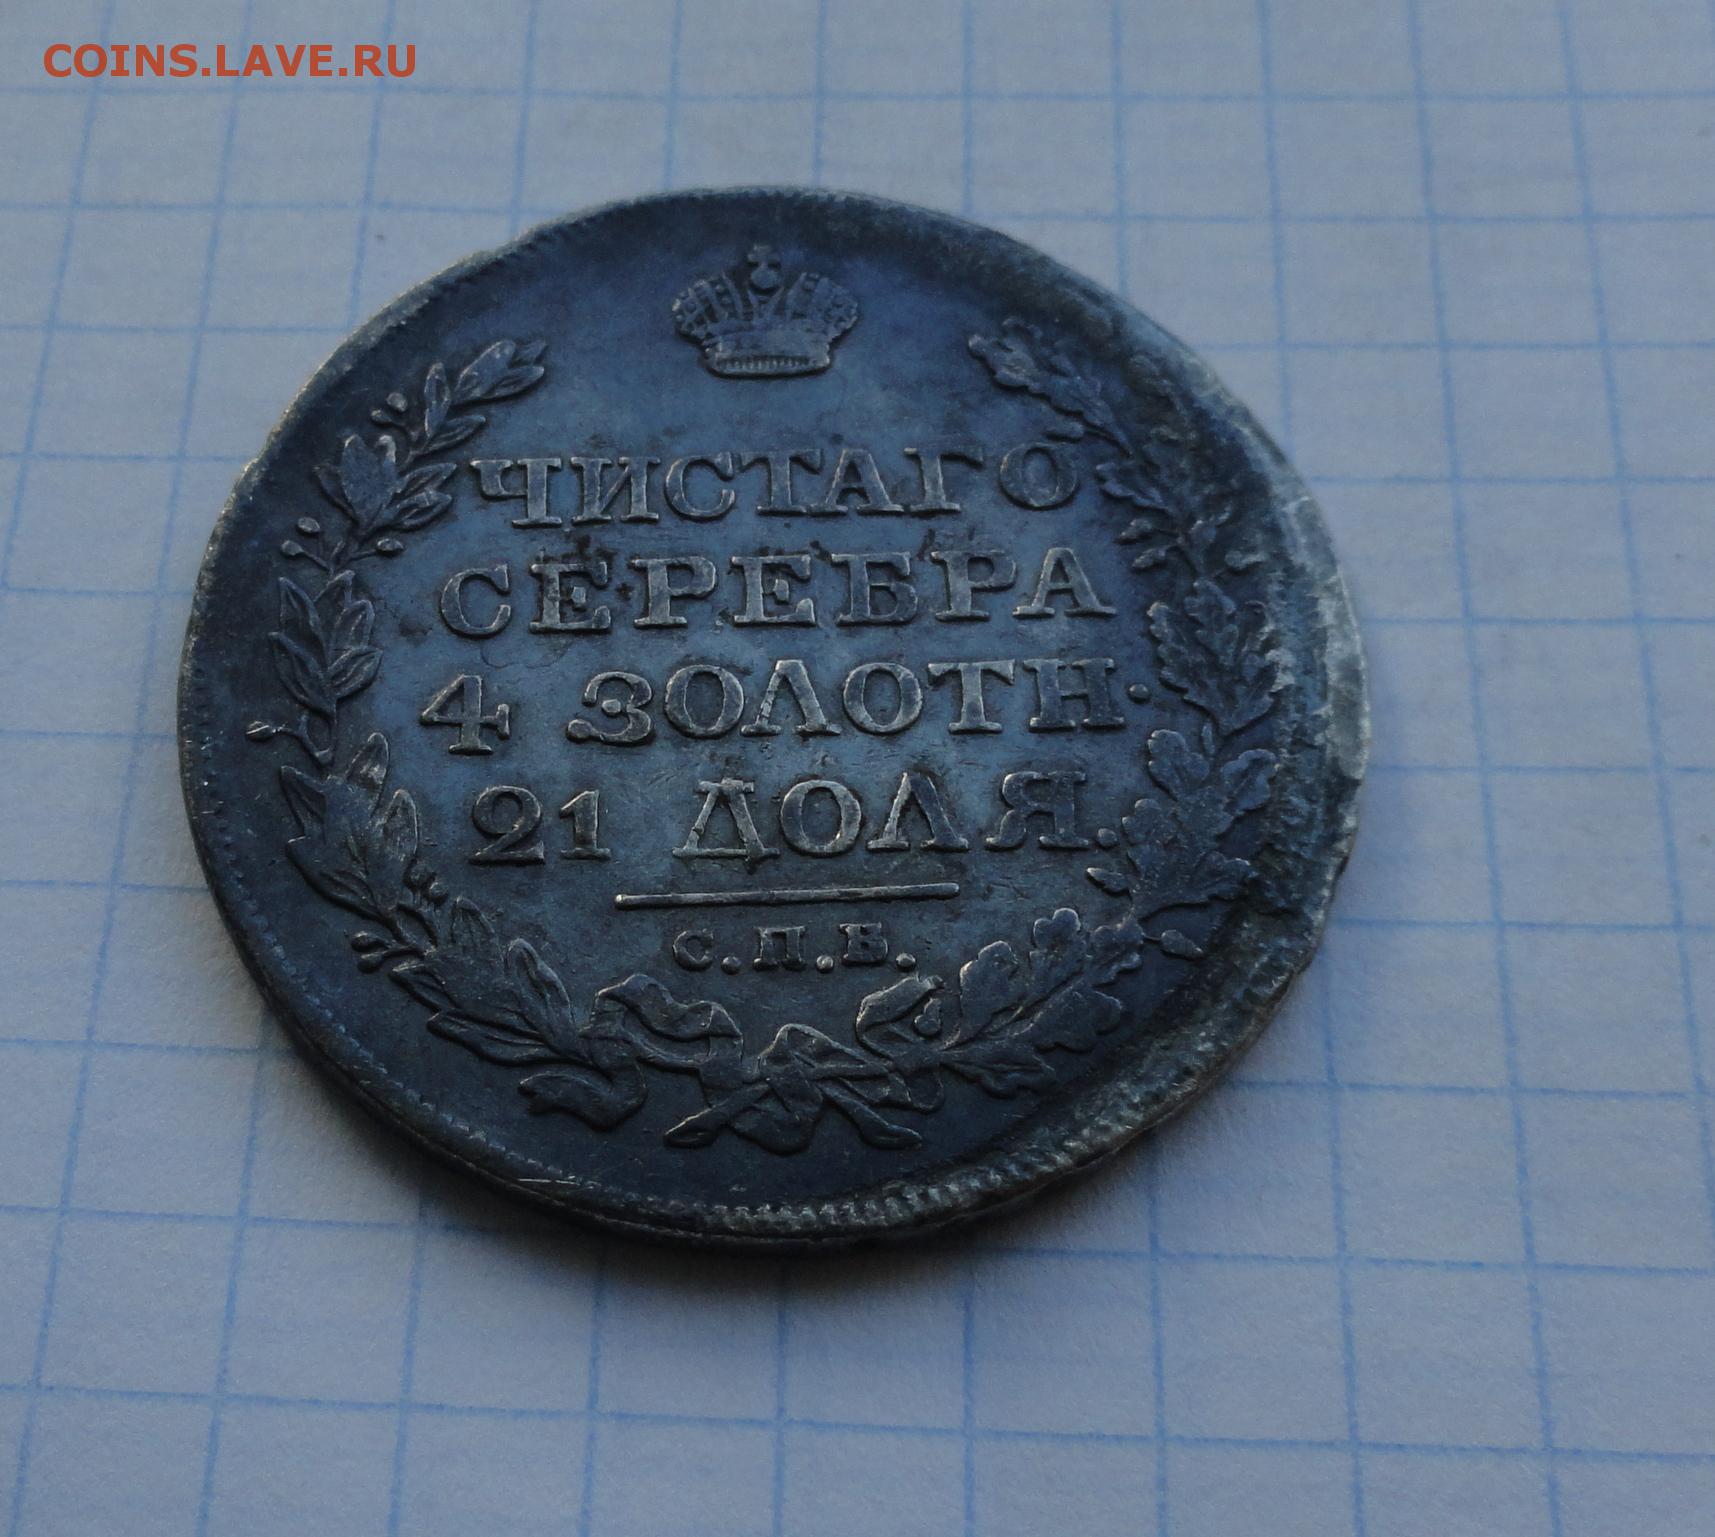 COINS.LAVE.RU
ЧИСТАГО
СЕРЕБРА
4 ЗОЛОТН.
21 ДОЛЯ.
С.П.Б.